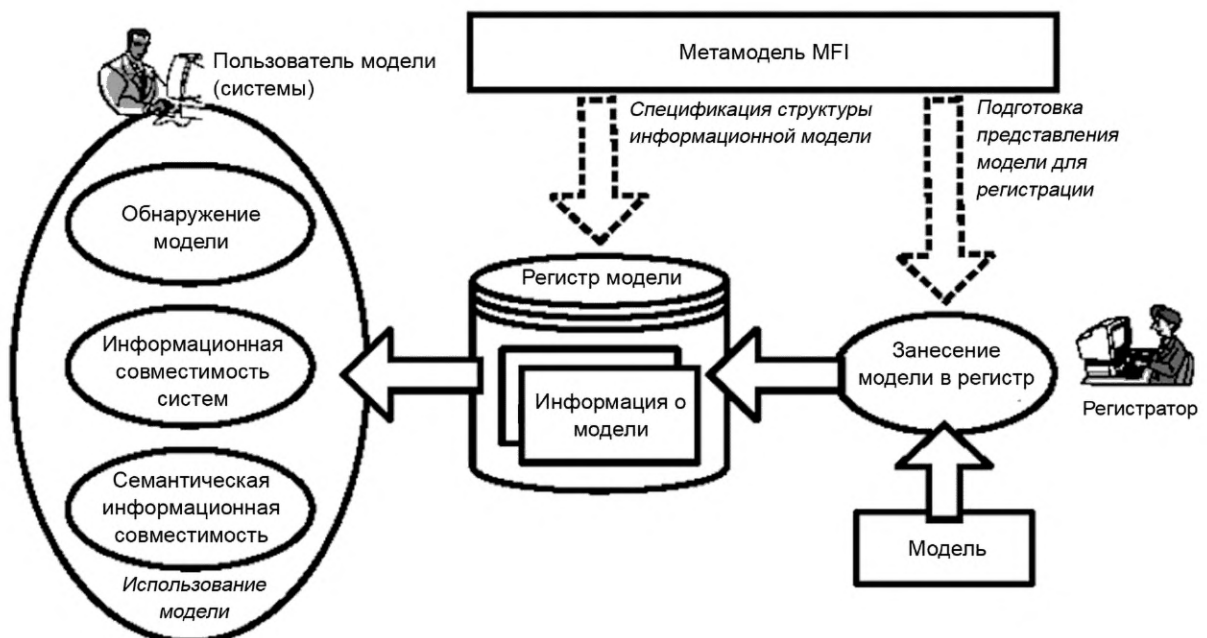 Пользователь модели
(системы)
Метамодель MFI
Спецификация структуры
информационной модели
Подготовка
представления
модели для
регистрации
Обнаружение
модели
Информационная
совместимость
систем
Семантическая
информационная
совместимость
Использование
модели
Регистр модели
Информация о
модели
Занесение
модели в регистр
Регистратор
Модель